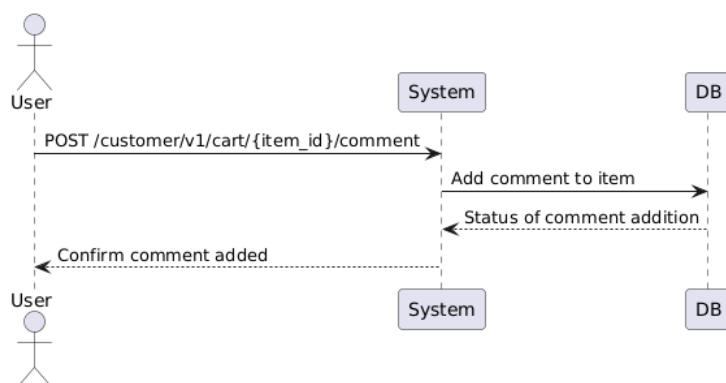 User
System
DB
POST /customer/v1/cart/{item_id}/comment
Add comment to item
Status of comment addition
Confirm comment added
User
System
DB